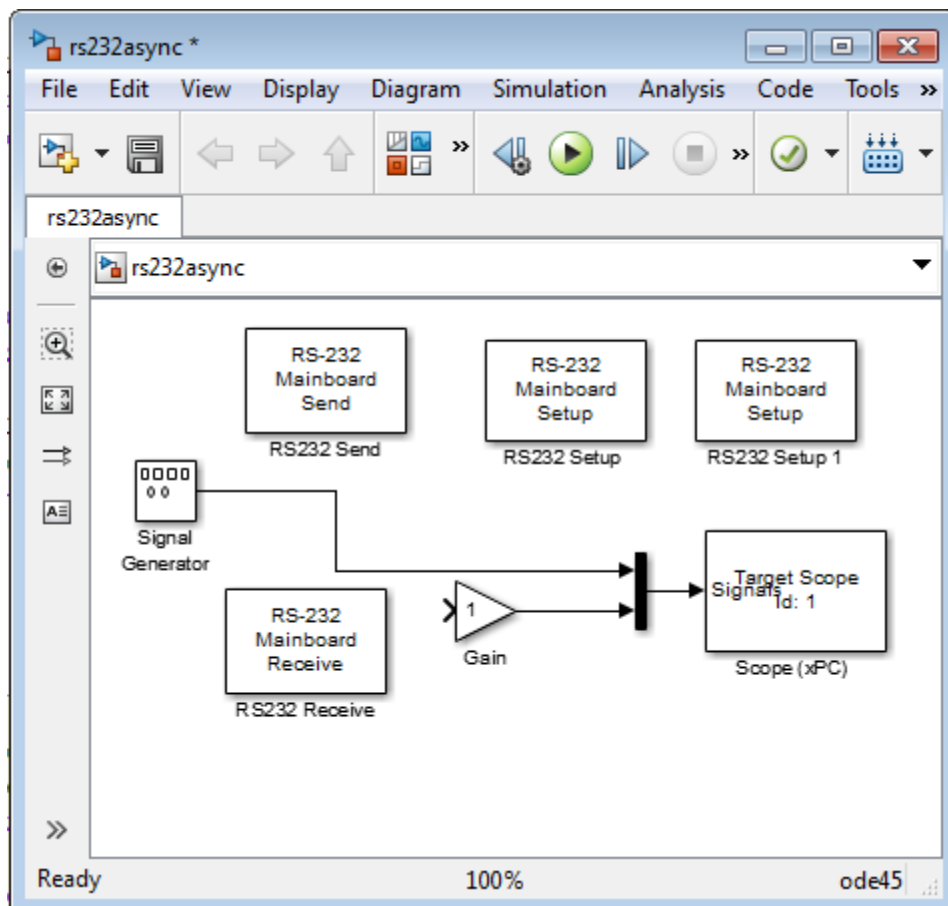 rs232async *
File Edit View Display Diagram Simulation Analysis Code Tools »
rs232async
rs232async
RS-232
Mainboard
Send
RS232 Send
RS-232
Mainboard
Setup
RS232 Setup
RS-232
Mainboard
Setup
RS232 Setup 1
Signal
Generator
RS-232
Mainboard
Receive
RS232 Receive
1
Gain
Signals
Target Scope
Id: 1
Scope (xPC)
Ready 100% ode45